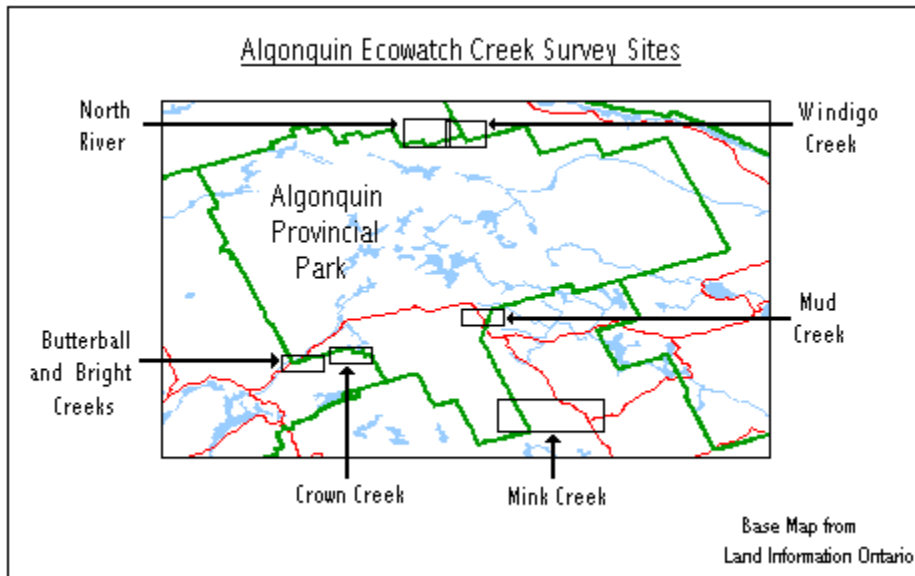 Algonquin Ecowatch Creek Survey Sites
North
River
Windigo
Creek
Algonquin
Provincial
Park
Mud
Creek
Butterball
and Bright
Creeks
Crown Creek
Mink Creek
Base Map from
Land Information Ontario